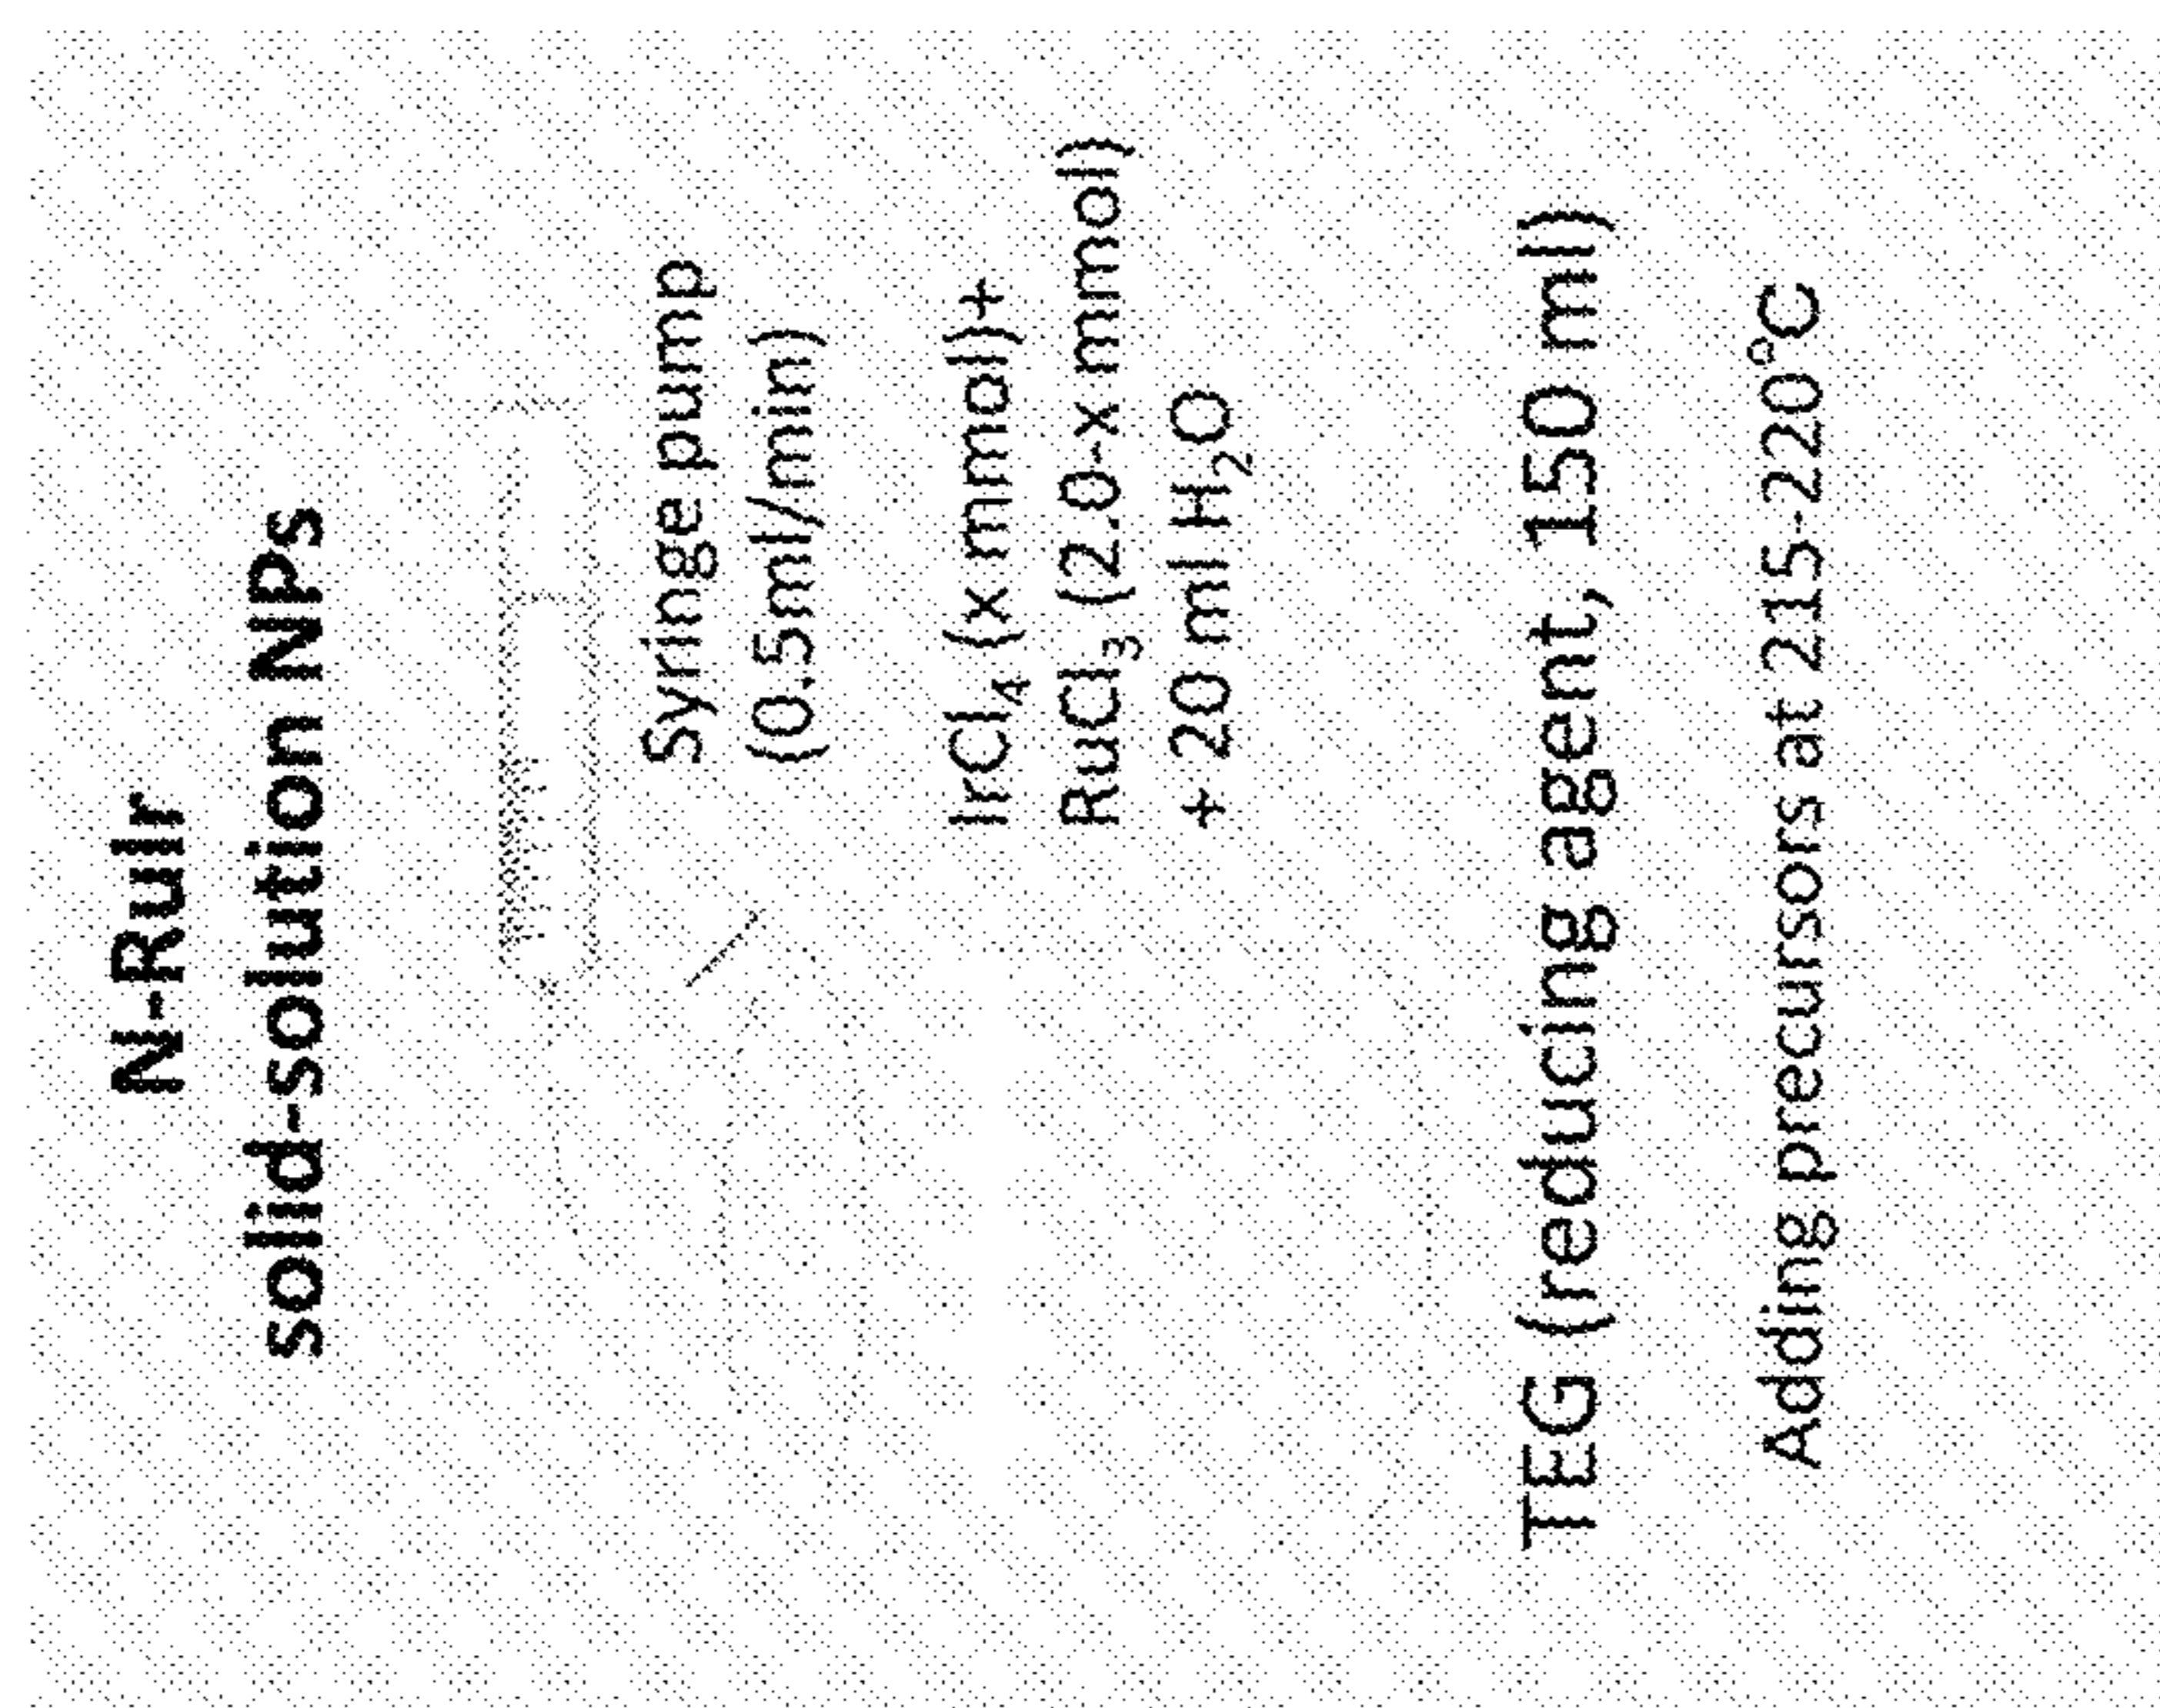 N-RuIr
solid-solution NPs
Syringe pump
(0.5ml/min)
IrCl₄ (x mmol)+
RuCl₃ (2.0-x mmol)
+ 20 ml H₂O
TEG (reducing agent, 150 ml)
Adding precursors at 215-220°C